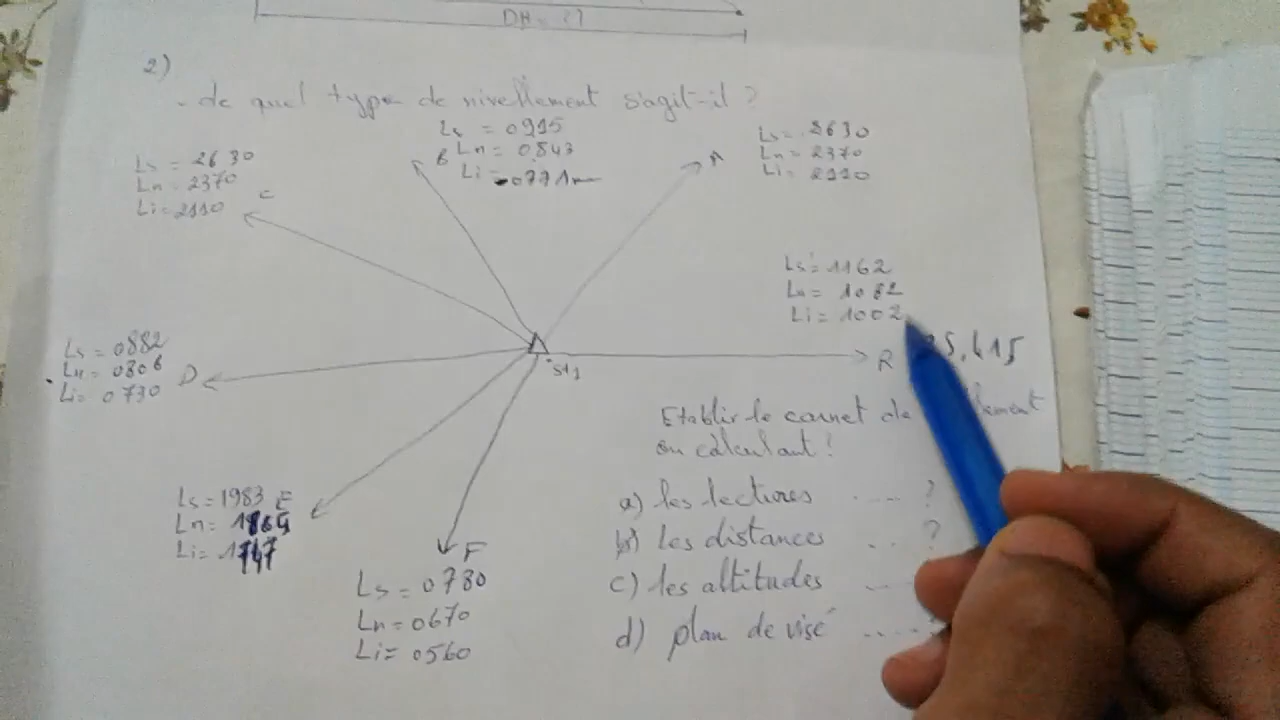 DH = ??
2)
- de quel type de nivellement s'agit-il ?
Ls = 0915
B Ln = 0843
Li = 0771
Ls = 2630
Ln = 2370
Li = 2110
A
Ls = 2630
Ln = 2370
Li = 2110
C
Ls = 1162
Ln = 1082
Li = 1002
R 25,415
Ls = 0882
Ln = 0806
Li = 0730
D
St1
Etablir le carnet de
en calculant :
a) les lectures .... ?
b) les distances ... ?
c) les altitudes ....
d) plan de visé ....
Ls = 1983 E
Ln = 1865
Li = 1747
F
Ls = 0780
Ln = 0670
Li = 0560